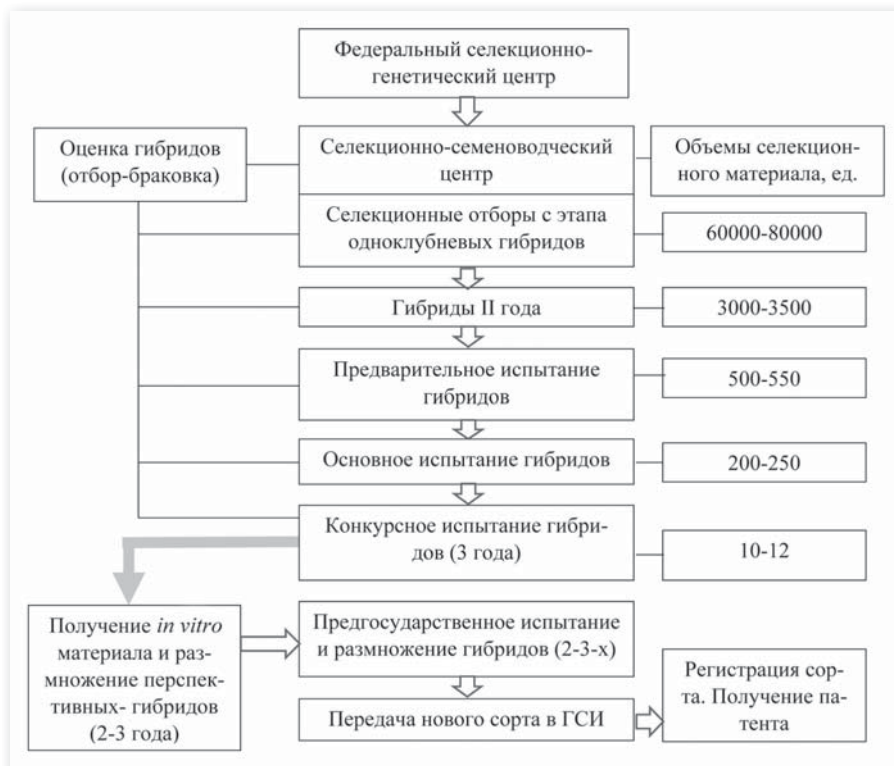 Федеральный селекционно-
генетический центр
Оценка гибридов
(отбор-браковка)
Селекционно-семеноводческий
центр
Объемы селекцион-
ного материала, ед.
Селекционные отборы с этапа
одноклубневых гибридов
60000-80000
Гибриды II года
3000-3500
Предварительное испытание
гибридов
500-550
Основное испытание гибридов
200-250
Конкурсное испытание гибри-
дов (3 года)
10-12
Получение in vitro
материала и раз-
множение перспек-
тивных- гибридов
(2-3 года)
Предгосударственное испытание
и размножение гибридов (2-3-х)
Передача нового сорта в ГСИ
Регистрация сор-
та. Получение па-
тента